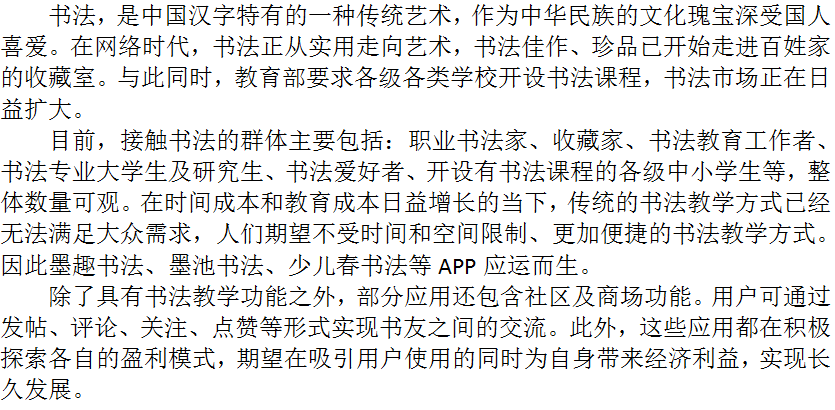 书法，是中国汉字特有的一种传统艺术，作为中华民族的文化瑰宝深受国人
喜爱。在网络时代，书法正从实用走向艺术，书法佳作、珍品已开始走进百姓家
的收藏室。与此同时，教育部要求各级各类学校开设书法课程，书法市场正在日
益扩大。
目前，接触书法的群体主要包括：职业书法家、收藏家、书法教育工作者、
书法专业大学生及研究生、书法爱好者、开设有书法课程的各级中小学生等，整
体数量可观。在时间成本和教育成本日益增长的当下，传统的书法教学方式已经
无法满足大众需求，人们期望不受时间和空间限制、更加便捷的书法教学方式。
因此墨趣书法、墨池书法、少儿春书法等 APP 应运而生。
除了具有书法教学功能之外，部分应用还包含社区及商场功能。用户可通过
发帖、评论、关注、点赞等形式实现书友之间的交流。此外，这些应用都在积极
探索各自的盈利模式，期望在吸引用户使用的同时为自身带来经济利益，实现长
久发展。